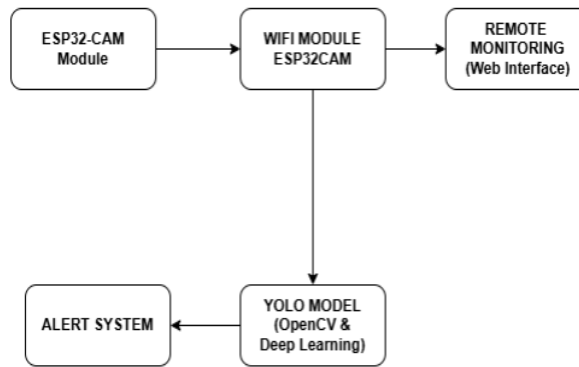 ESP32-CAM
Module
WIFI MODULE
ESP32CAM
REMOTE
MONITORING
(Web Interface)
ALERT SYSTEM
YOLO MODEL
(OpenCV &
Deep Learning)